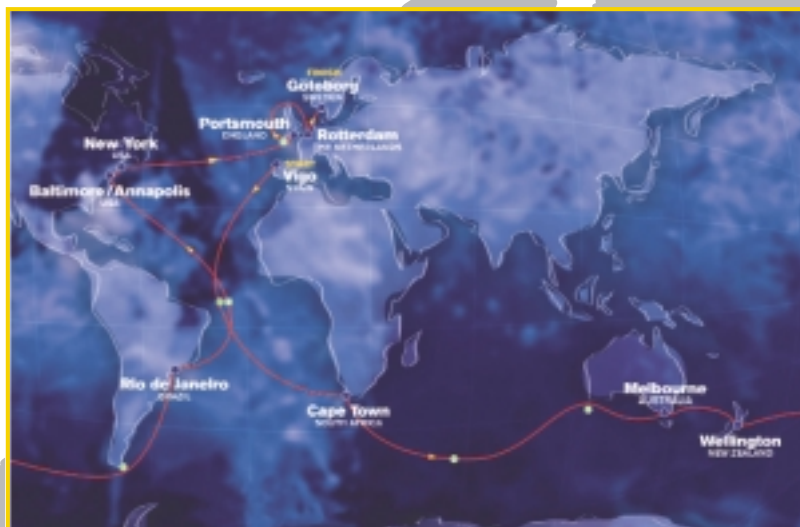 FINISH
Göteborg
SWEDEN
Portsmouth
ENGLAND
Rotterdam
THE NETHERLANDS
New York
USA
START
Vigo
SPAIN
Baltimore/Annapolis
USA
Rio de Janeiro
BRAZIL
Cape Town
SOUTH AFRICA
Melbourne
AUSTRALIA
Wellington
NEW ZEALAND